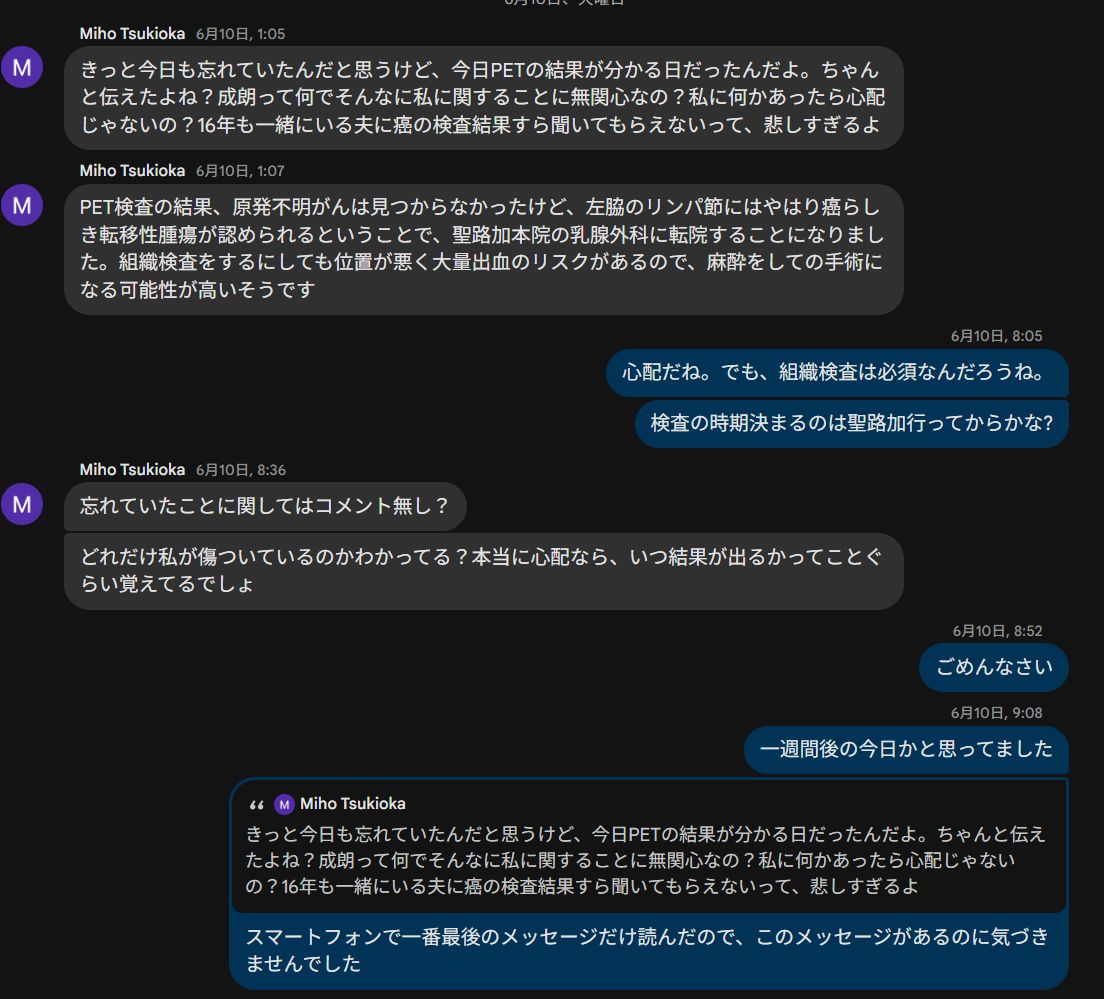 6月10日、火曜日
Miho Tsukioka 6月10日, 1:05
M
きっと今日も忘れていたんだと思うけど、今日PETの結果が分かる日だったんだよ。ちゃん
と伝えたよね？成朗って何でそんなに私に関することに無関心なの？私に何かあったら心配
じゃないの？16年も一緒にいる夫に癌の検査結果すら聞いてもらえないって、悲しすぎるよ
Miho Tsukioka 6月10日, 1:07
M
PET検査の結果、原発不明がんは見つからなかったけど、左脇のリンパ節にはやはり癌らし
き転移性腫瘍が認められるということで、聖路加本院の乳腺外科に転院することになりまし
た。組織検査をするにしても位置が悪く大量出血のリスクがあるので、麻酔をしての手術に
なる可能性が高いそうです
6月10日, 8:05
心配だね。でも、組織検査は必須なんだろうね。
検査の時期決まるのは聖路加行ってからかな?
Miho Tsukioka 6月10日, 8:36
M
忘れていたことに関してはコメント無し？
どれだけ私が傷ついているのかわかってる？本当に心配なら、いつ結果が出るかってことぐ
らい覚えてるでしょ
6月10日, 8:52
ごめんなさい
6月10日, 9:08
一週間後の今日かと思ってました
“ M Miho Tsukioka
きっと今日も忘れていたんだと思うけど、今日PETの結果が分かる日だったんだよ。ちゃんと伝え
たよね？成朗って何でそんなに私に関することに無関心なの？私に何かあったら心配じゃない
の？16年も一緒にいる夫に癌の検査結果すら聞いてもらえないって、悲しすぎるよ
スマートフォンで一番最後のメッセージだけ読んだので、このメッセージがあるのに気づき
ませんでした